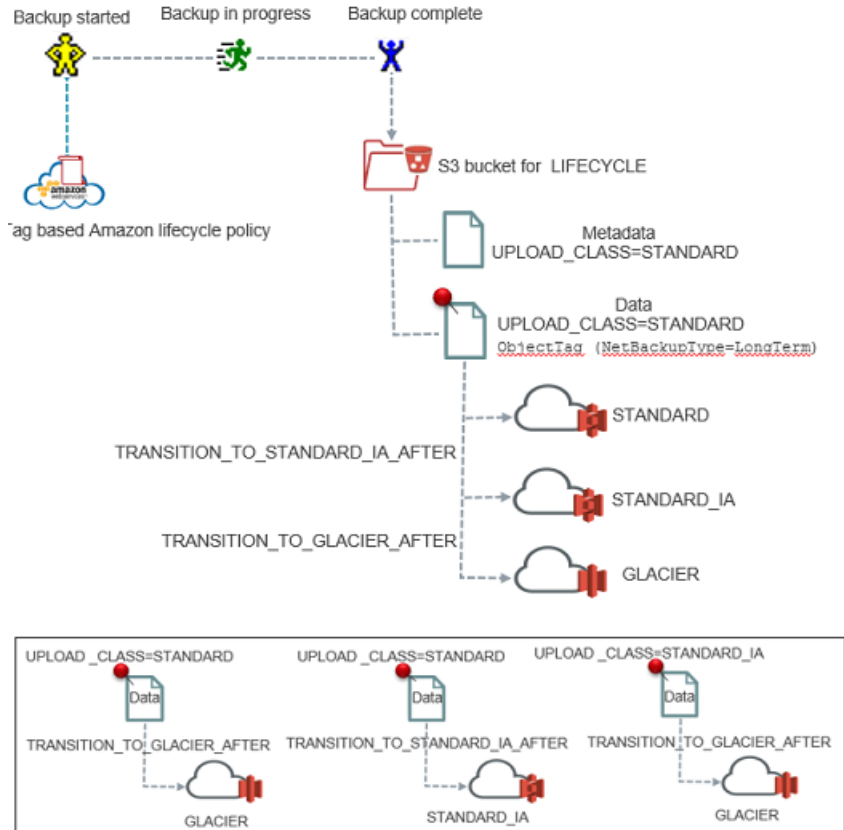 Backup started
Backup in progress
Backup complete
amazon
webservices
Tag based Amazon lifecycle policy
S3 bucket for LIFECYCLE
Metadata
UPLOAD_CLASS=STANDARD
Data
UPLOAD_CLASS=STANDARD
ObjectTag (NetBackupType=LongTerm)
STANDARD
TRANSITION_TO_STANDARD_IA_AFTER
STANDARD_IA
TRANSITION_TO_GLACIER_AFTER
GLACIER
UPLOAD _CLASS=STANDARD
Data
TRANSITION_TO_GLACIER_AFTER
GLACIER
UPLOAD _CLASS=STANDARD
Data
TRANSITION_TO_STANDARD_IA_AFTER
STANDARD_IA
UPLOAD _CLASS=STANDARD_IA
Data
TRANSITION_TO_GLACIER_AFTER
GLACIER